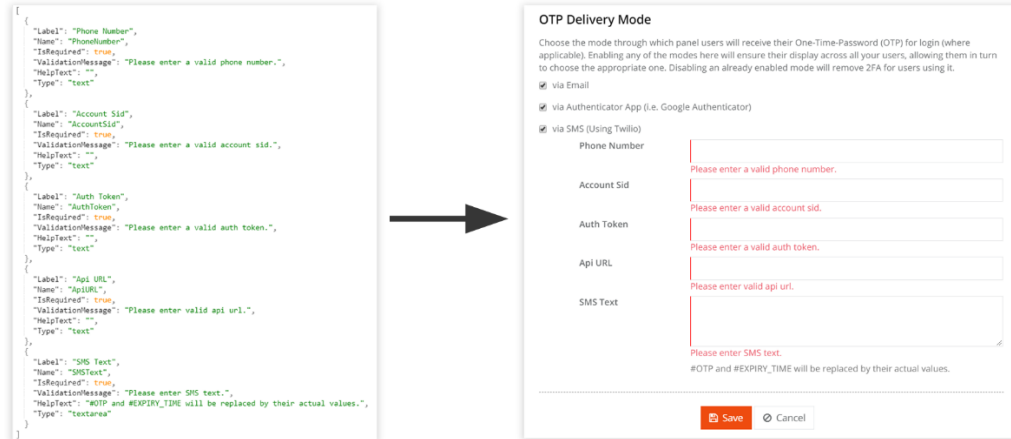 [
{
"Label": "Phone Number",
"Name": "PhoneNumber",
"IsRequired": true,
"ValidationMessage": "Please enter a valid phone number.",
"HelpText": "",
"Type": "text"
},
{
"Label": "Account Sid",
"Name": "AccountSid",
"IsRequired": true,
"ValidationMessage": "Please enter a valid account sid.",
"HelpText": "",
"Type": "text"
},
{
"Label": "Auth Token",
"Name": "AuthToken",
"IsRequired": true,
"ValidationMessage": "Please enter a valid auth token.",
"HelpText": "",
"Type": "text"
},
{
"Label": "Api URL",
"Name": "ApiURL",
"IsRequired": true,
"ValidationMessage": "Please enter valid api url.",
"HelpText": "",
"Type": "text"
},
{
"Label": "SMS Text",
"Name": "SMSText",
"IsRequired": true,
"ValidationMessage": "Please enter SMS text.",
"HelpText": "#OTP and #EXPIRY_TIME will be replaced by their actual values.",
"Type": "textarea"
}
]
OTP Delivery Mode
Choose the mode through which panel users will receive their One-Time-Password (OTP) for login (where
applicable). Enabling any of the modes here will ensure their display across all your users, allowing them in turn
to choose the appropriate one. Disabling an already enabled mode will remove 2FA for users using it.
via Email
via Authenticator App (i.e. Google Authenticator)
via SMS (Using Twilio)
Phone Number
Please enter a valid phone number.
Account Sid
Please enter a valid account sid.
Auth Token
Please enter a valid auth token.
Api URL
Please enter valid api url.
SMS Text
Please enter SMS text.
#OTP and #EXPIRY_TIME will be replaced by their actual values.
Save
Cancel